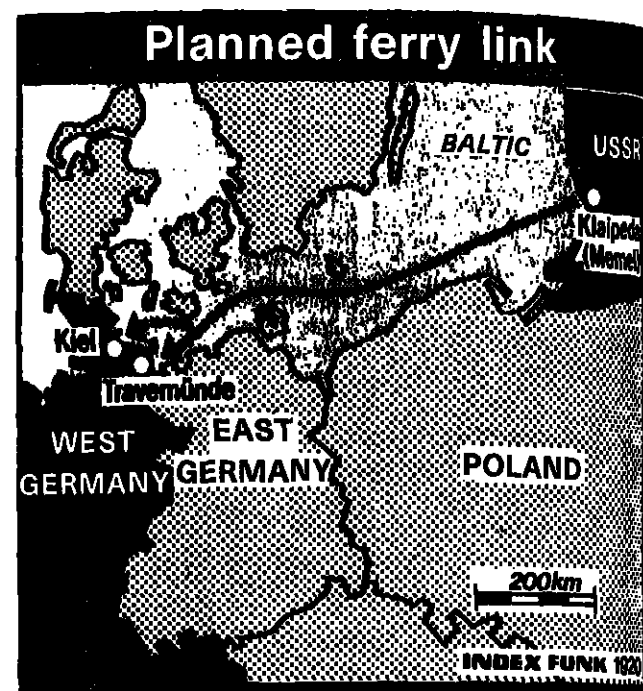 Planned ferry link
BALTIC
USSR
Klaipeda
(Memel)
Kiel
Travemünde
WEST
GERMANY
EAST
GERMANY
POLAND
200km
INDEX FUNK 1920